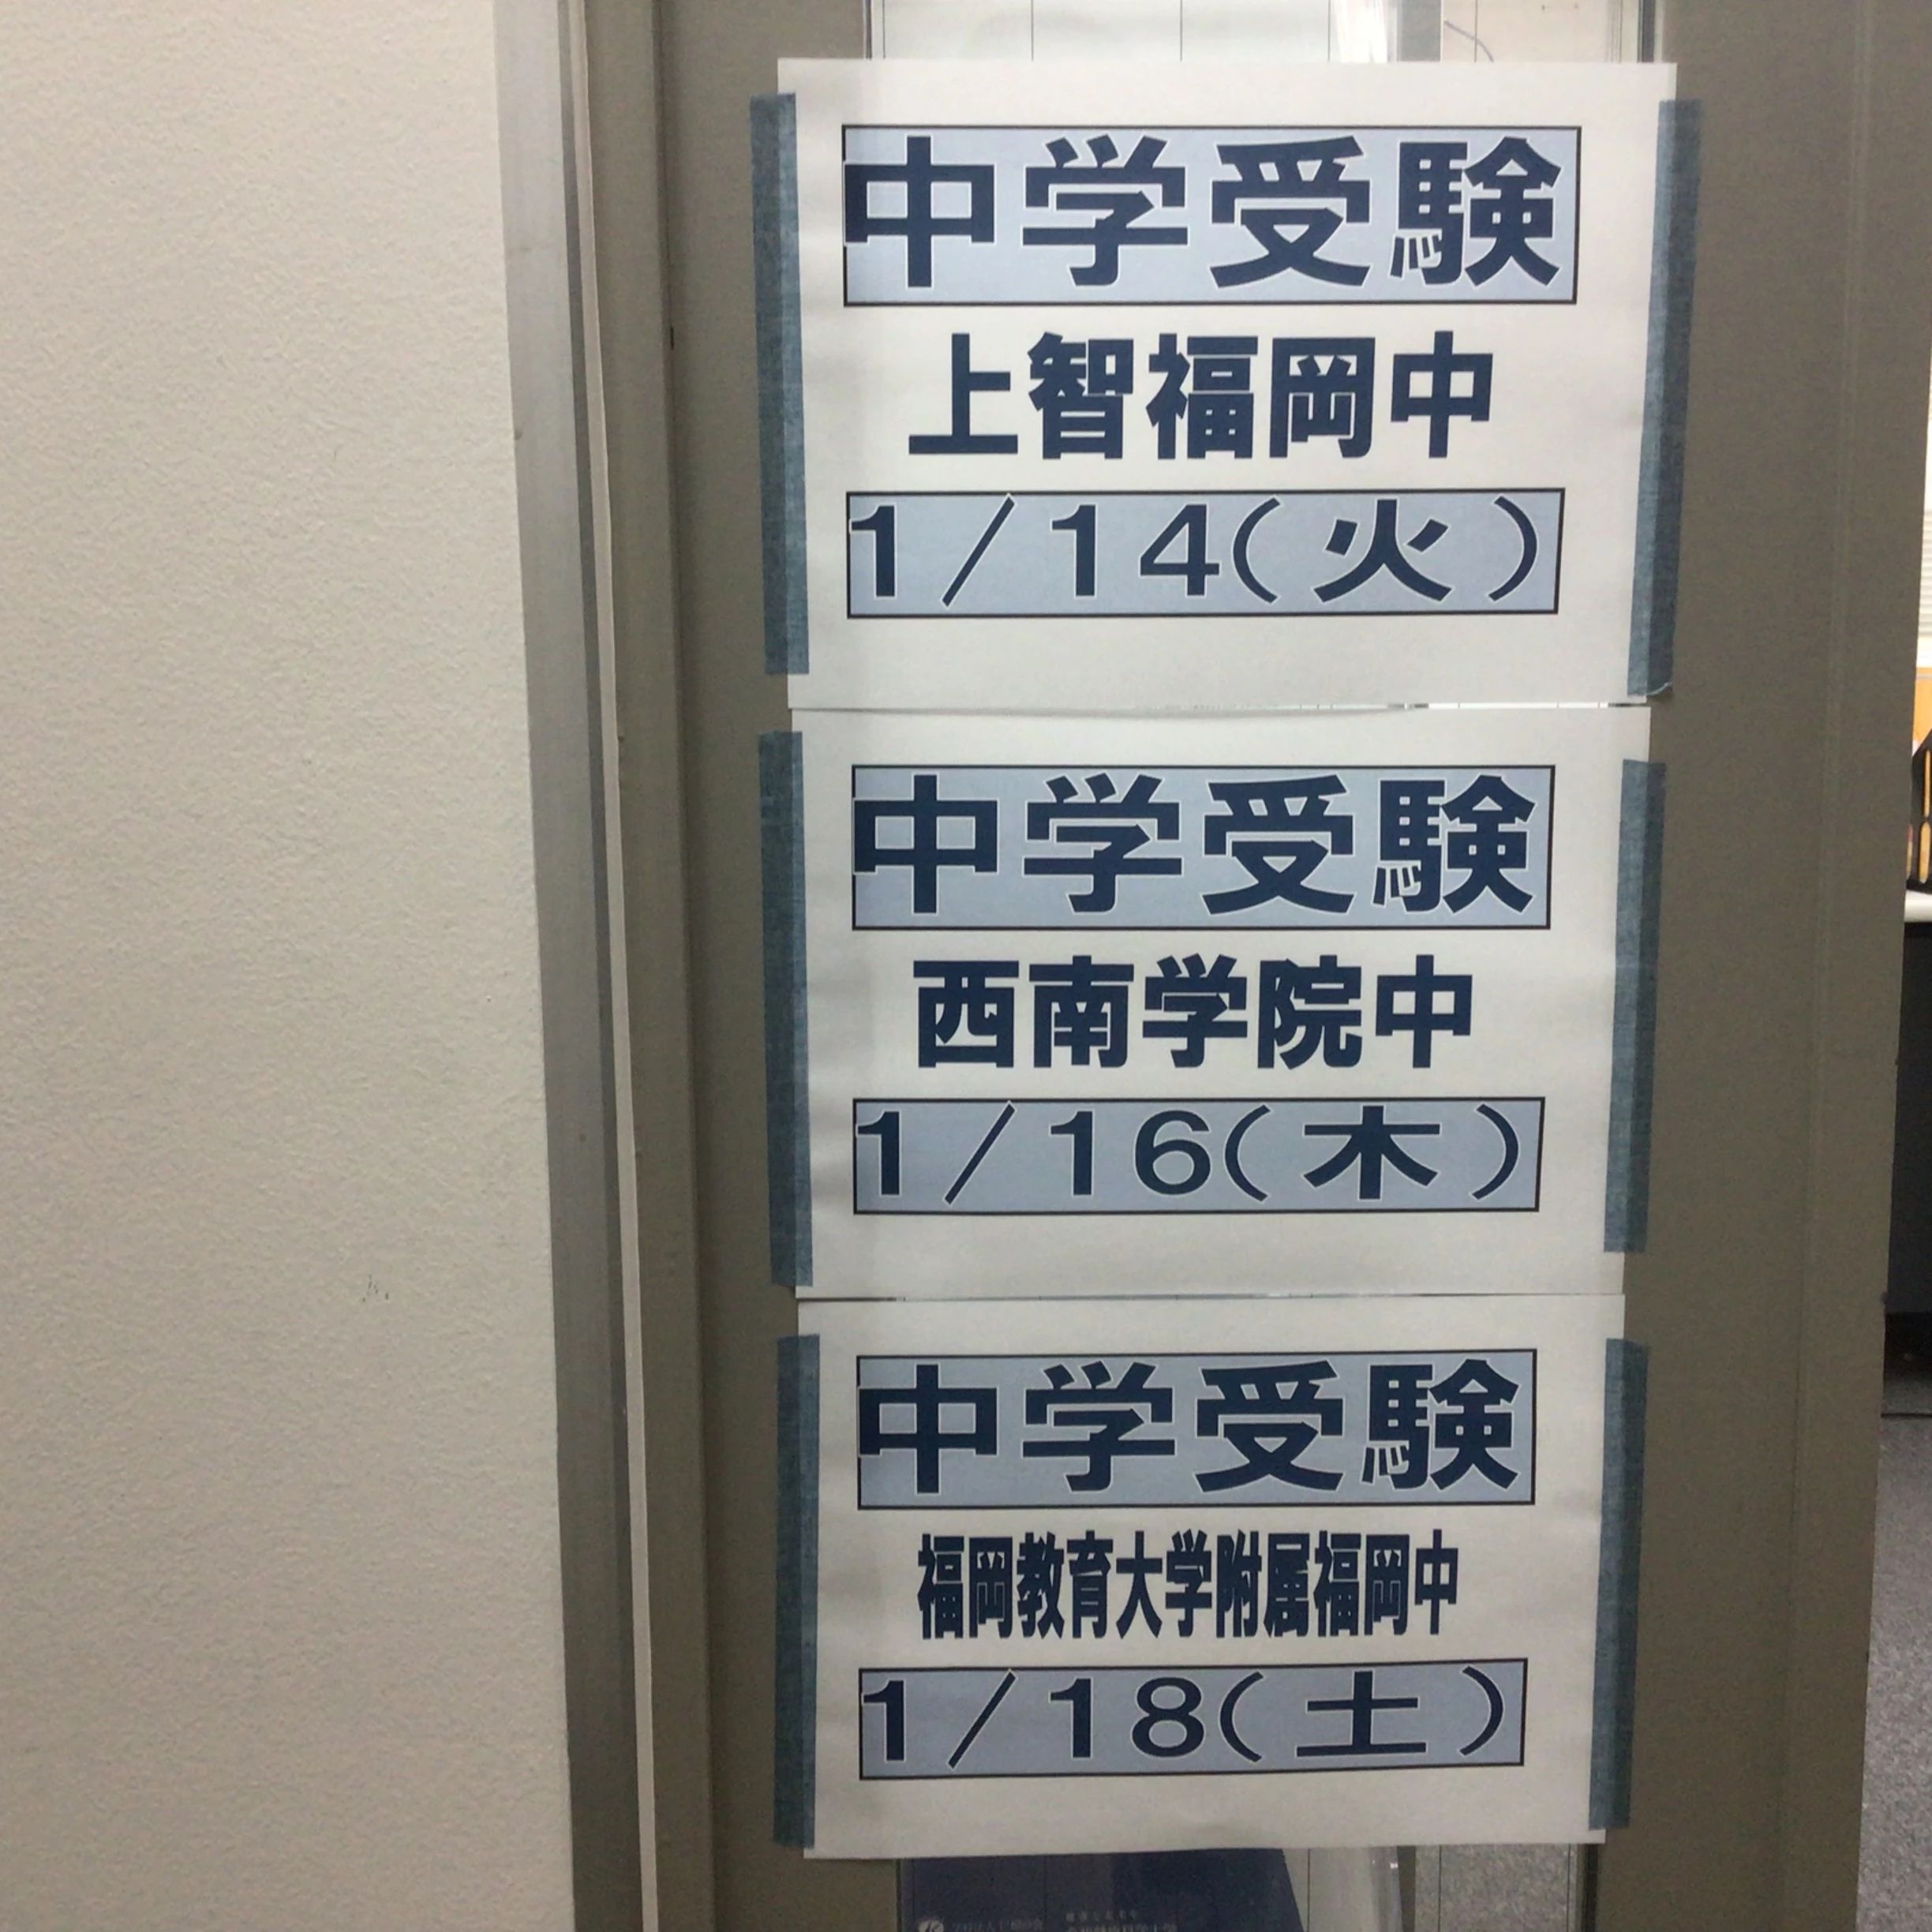 中学受験
上智福岡中
1/14(火)
中学受験
西南学院中
1/16(木)
中学受験
福岡教育大学附属福岡中
1/18(土)